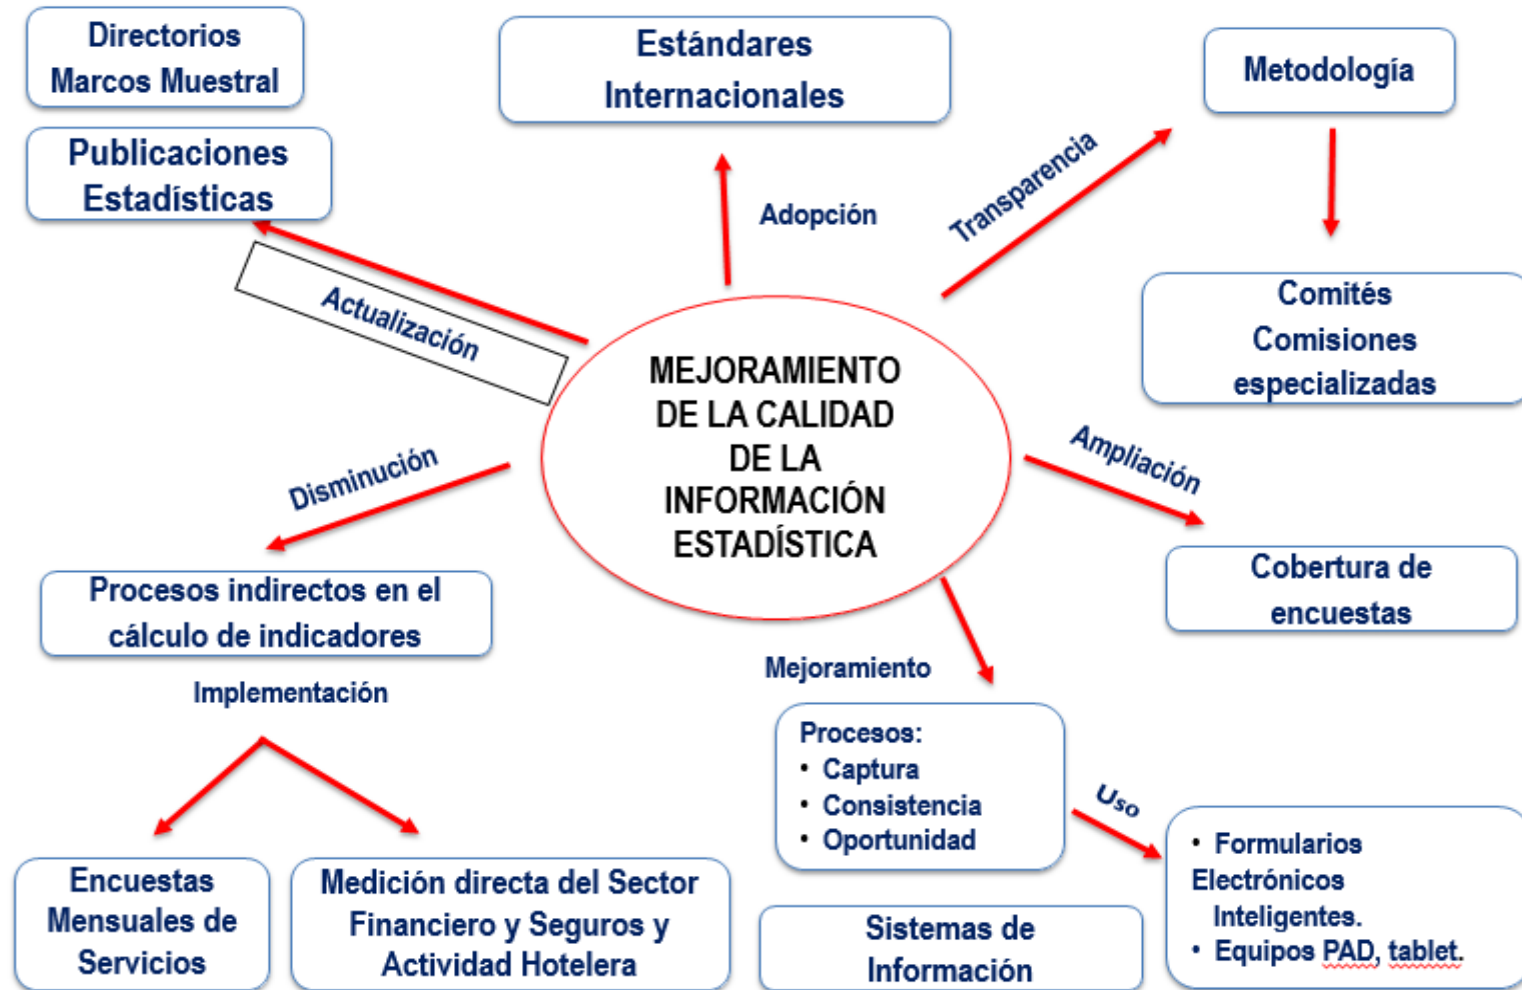 Directorios
Marcos Muestral
Publicaciones
Estadísticas
Estándares
Internacionales
Metodología
Adopción
Transparencia
Actualización
Comités
Comisiones
especializadas
MEJORAMIENTO
DE LA CALIDAD
DE LA
INFORMACIÓN
ESTADÍSTICA
Disminución
Ampliación
Procesos indirectos en el
cálculo de indicadores
Cobertura de
encuestas
Implementación
Mejoramiento
Encuestas
Mensuales de
Servicios
Medición directa del Sector
Financiero y Seguros y
Actividad Hotelera
Procesos:
• Captura
• Consistencia
• Oportunidad
Uso
• Formularios
Electrónicos
Inteligentes.
• Equipos PAD, tablet.
Sistemas de
Información